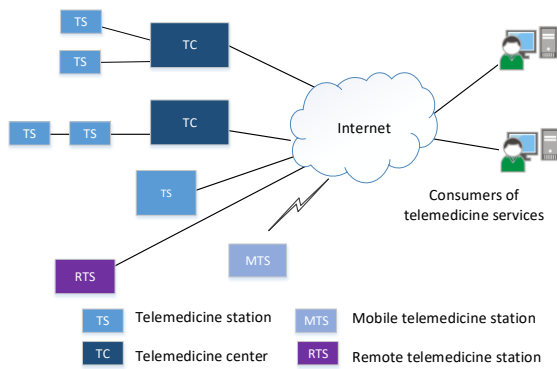 TS
TC
TS
TC
Internet
TS
TS
TS
Consumers of
telemedicine services
MTS
RTS
TS Telemedicine station
MTS Mobile telemedicine station
TC Telemedicine center
RTS Remote telemedicine station